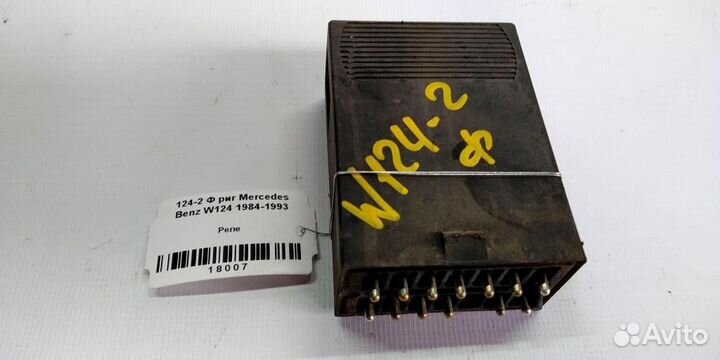 W124-2
Ф
124-2 Ф риг Mercedes
Benz W124 1984-1993
Реле
18007
Avito